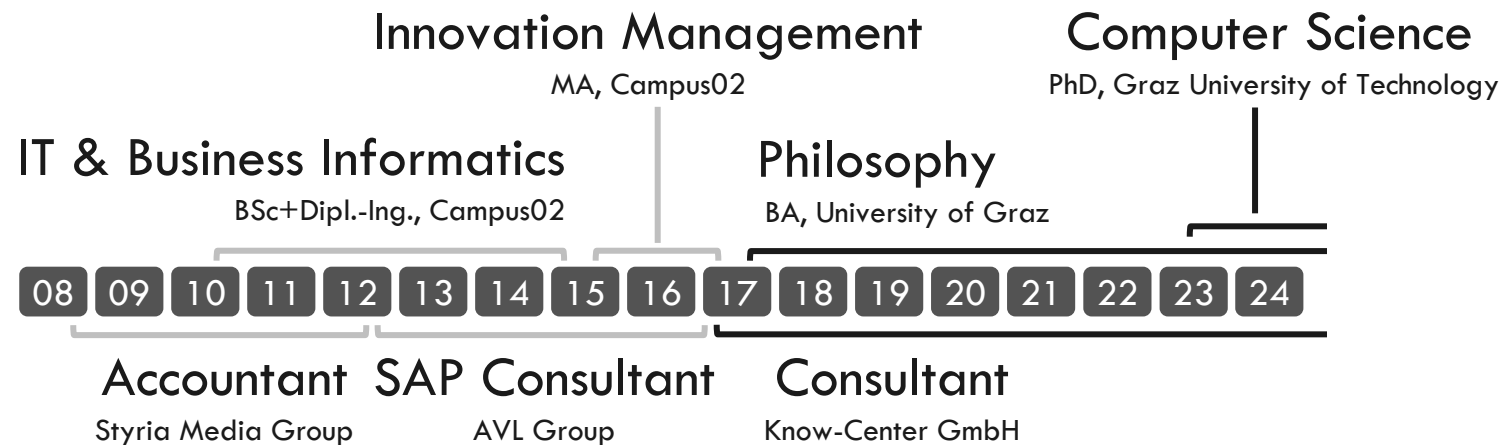 Innovation Management
MA, Campus02
Computer Science
PhD, Graz University of Technology
IT & Business Informatics
BSc+Dipl.-Ing., Campus02
Philosophy
BA, University of Graz
08 09 10 11 12 13 14 15 16 17 18 19 20 21 22 23 24
Accountant
Styria Media Group
SAP Consultant
AVL Group
Consultant
Know-Center GmbH